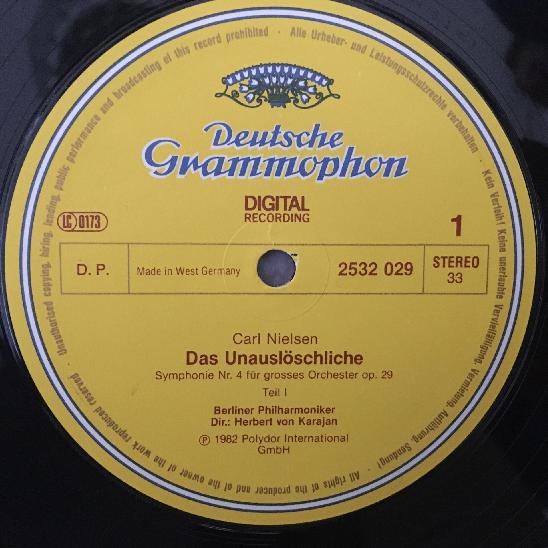 Deutsche
Grammophon
DIGITAL
RECORDING
LC 0173
1
D. P.
Made in West Germany
2532 029
STEREO
33
Carl Nielsen
Das Unauslöschliche
Symphonie Nr. 4 für grosses Orchester op. 29
Teil I
Berliner Philharmoniker
Dir.: Herbert von Karajan
Ⓟ 1982 Polydor International
GmbH
Alle Urheber- und Leistungsschutzrechte vorbehalten · Kein Verleih! Keine unerlaubte Vervielfältigung, Vermietung, Aufführung, Sendung! · All rights of the producer and of the owner of the work reproduced reserved · Unauthorised copying, hiring, lending, public performance and broadcasting of this record prohibited ·